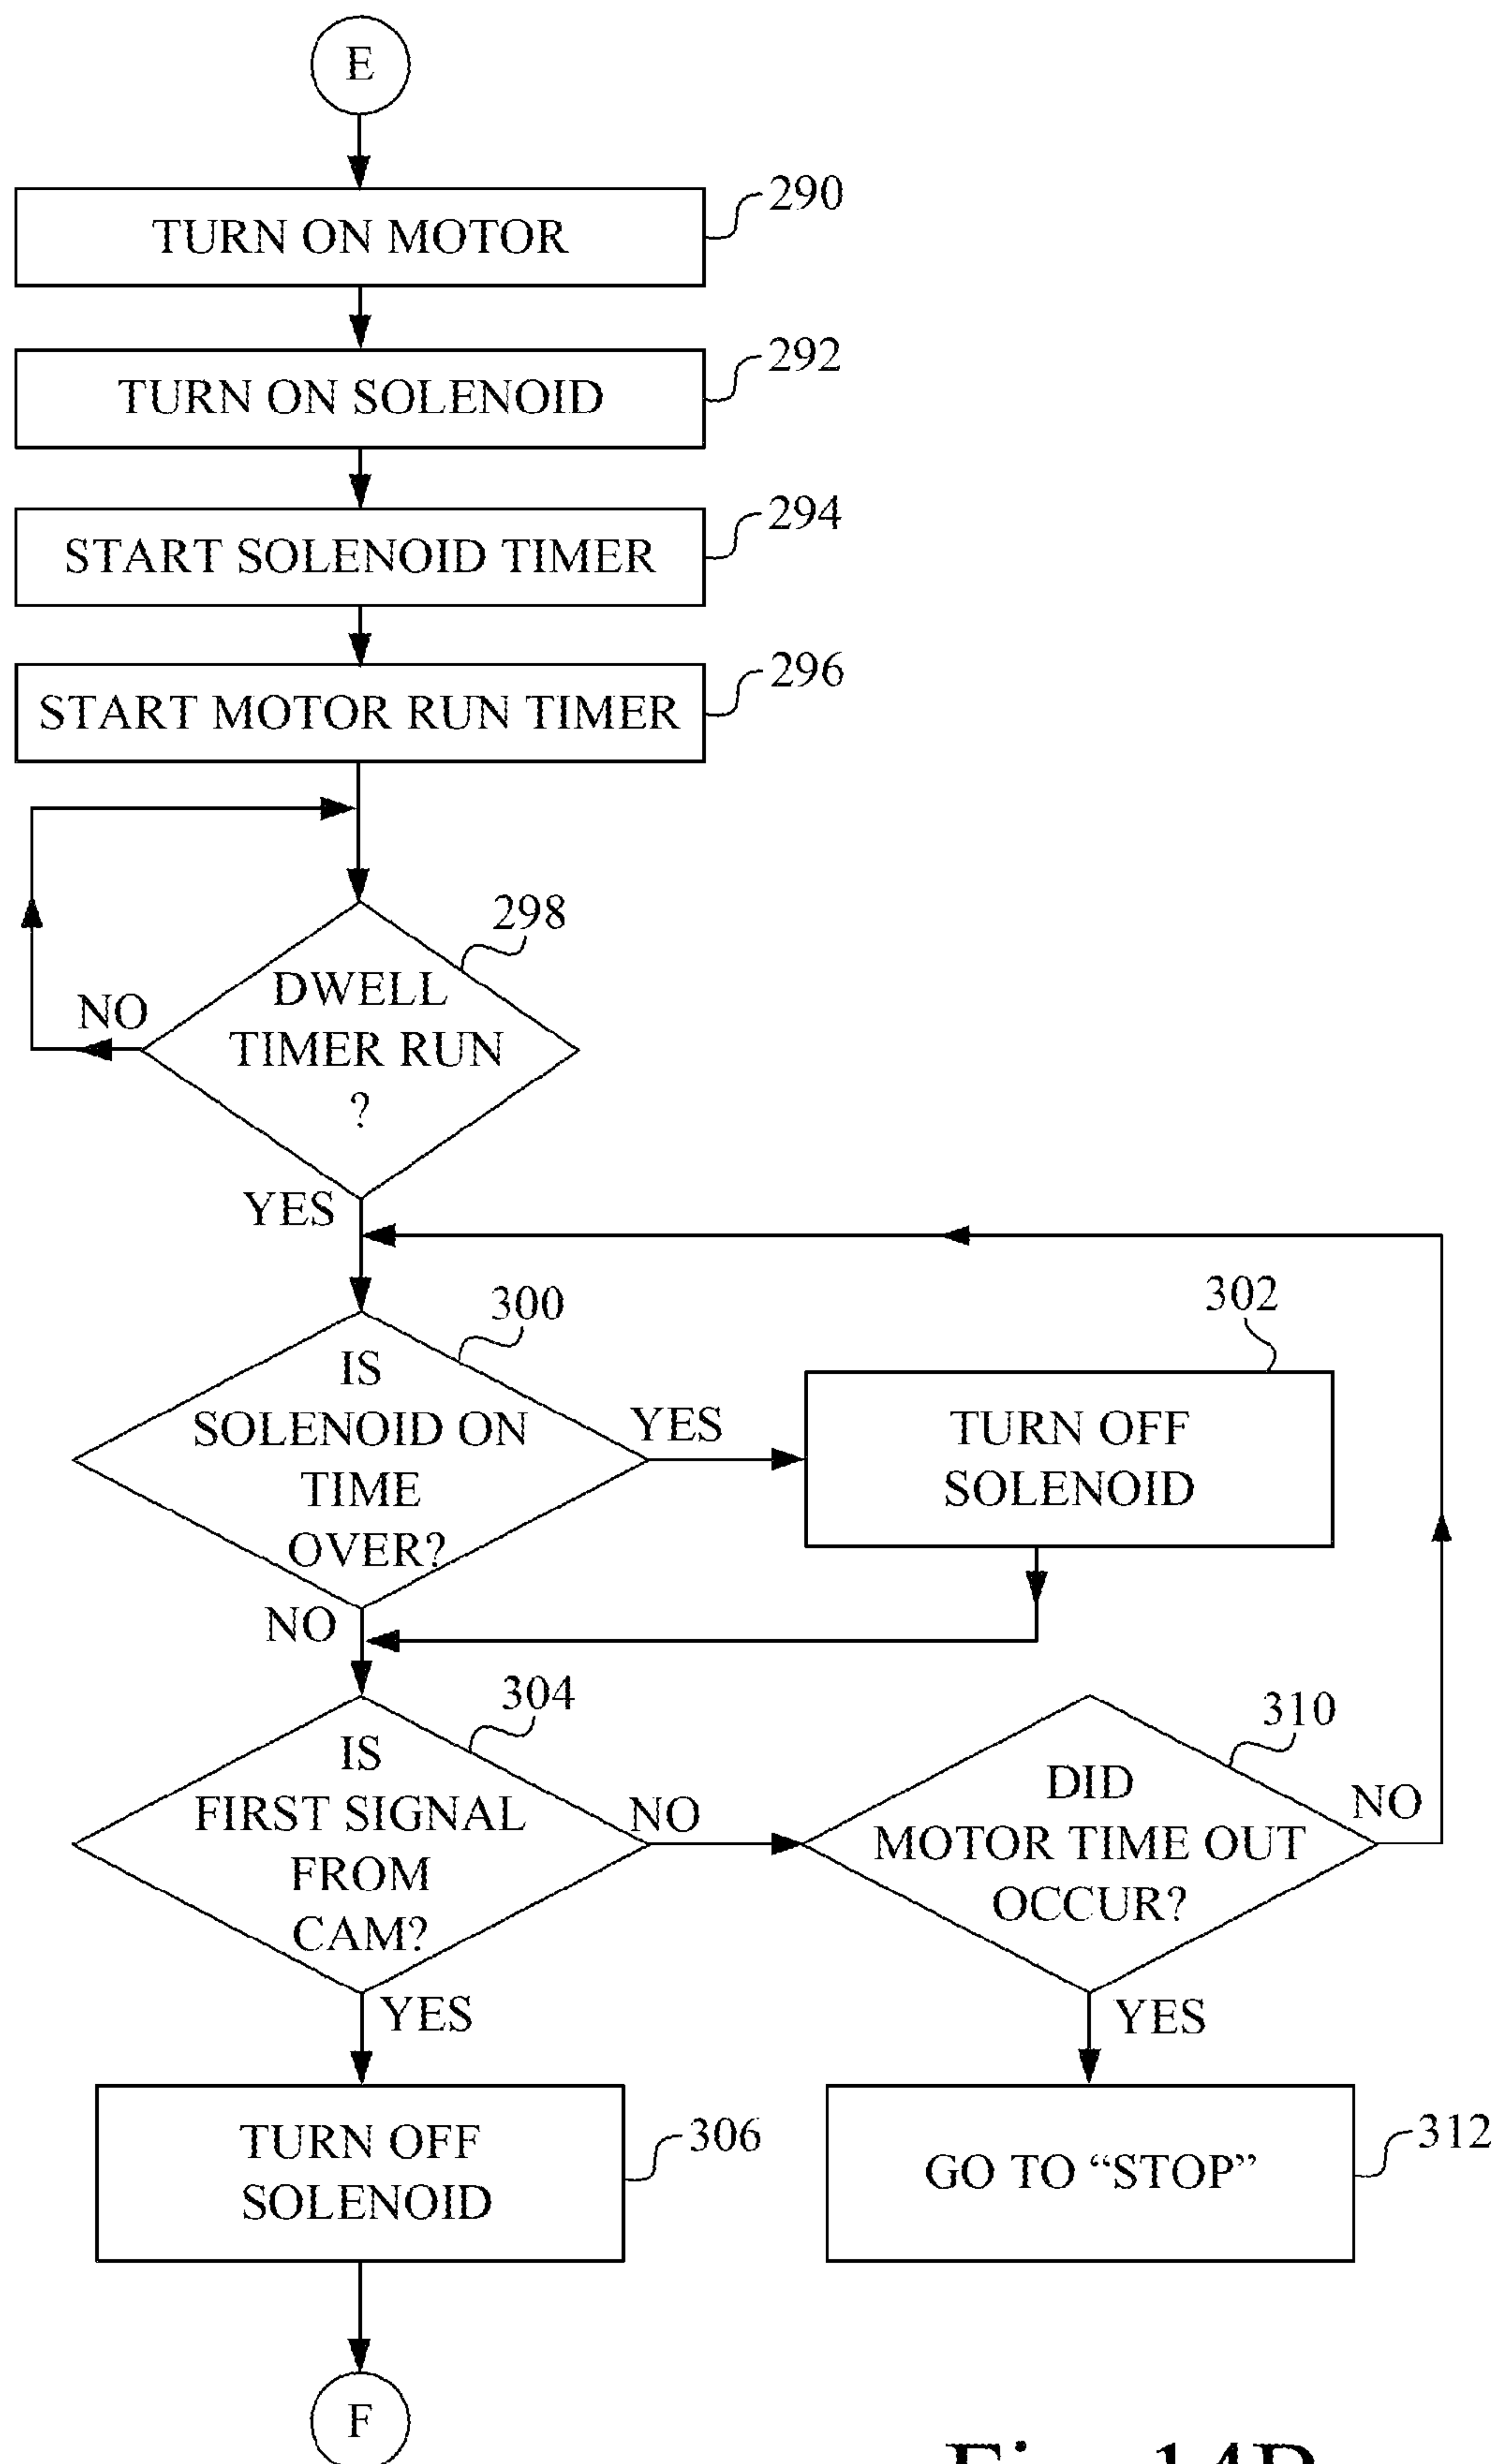 E
TURN ON MOTOR
290
TURN ON SOLENOID
292
START SOLENOID TIMER
294
START MOTOR RUN TIMER
296
298
DWELL
TIMER RUN
?
NO
YES
300
IS
SOLENOID ON
TIME
OVER?
YES
302
TURN OFF
SOLENOID
NO
304
IS
FIRST SIGNAL
FROM
CAM?
NO
310
DID
MOTOR TIME OUT
OCCUR?
NO
YES
YES
TURN OFF
SOLENOID
306
GO TO “STOP”
312
F